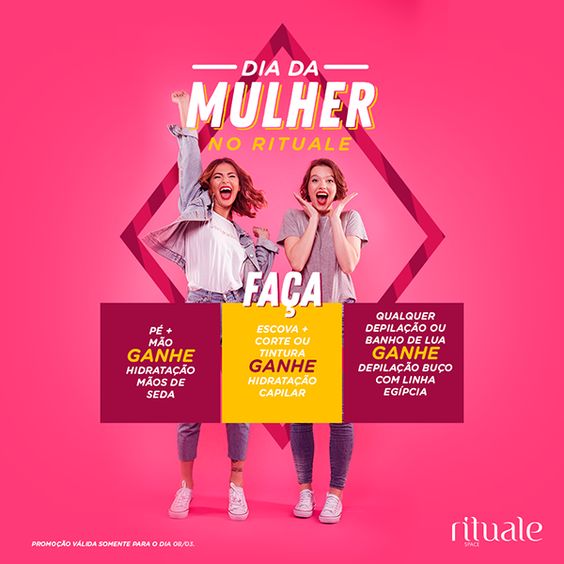 DIA DA
MULHER
NO RITUALE
FAÇA
PÉ +
MÃO
GANHE
HIDRATAÇÃO
MÃOS DE
SEDA
ESCOVA +
CORTE OU
TINTURA
GANHE
HIDRATAÇÃO
CAPILAR
QUALQUER
DEPILAÇÃO OU
BANHO DE LUA
GANHE
DEPILAÇÃO BUÇO
COM LINHA
EGÍPCIA
PROMOÇÃO VÁLIDA SOMENTE PARA O DIA 08/03.
rituale
SPACE